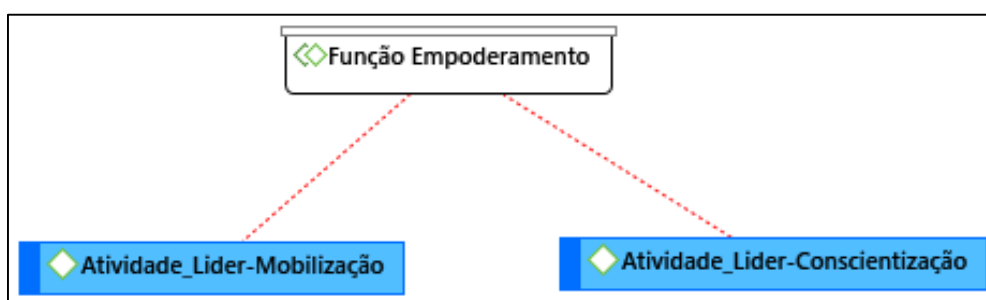 Função Empoderamento
Atividade_Lider-Mobilização
Atividade_Lider-Conscientização